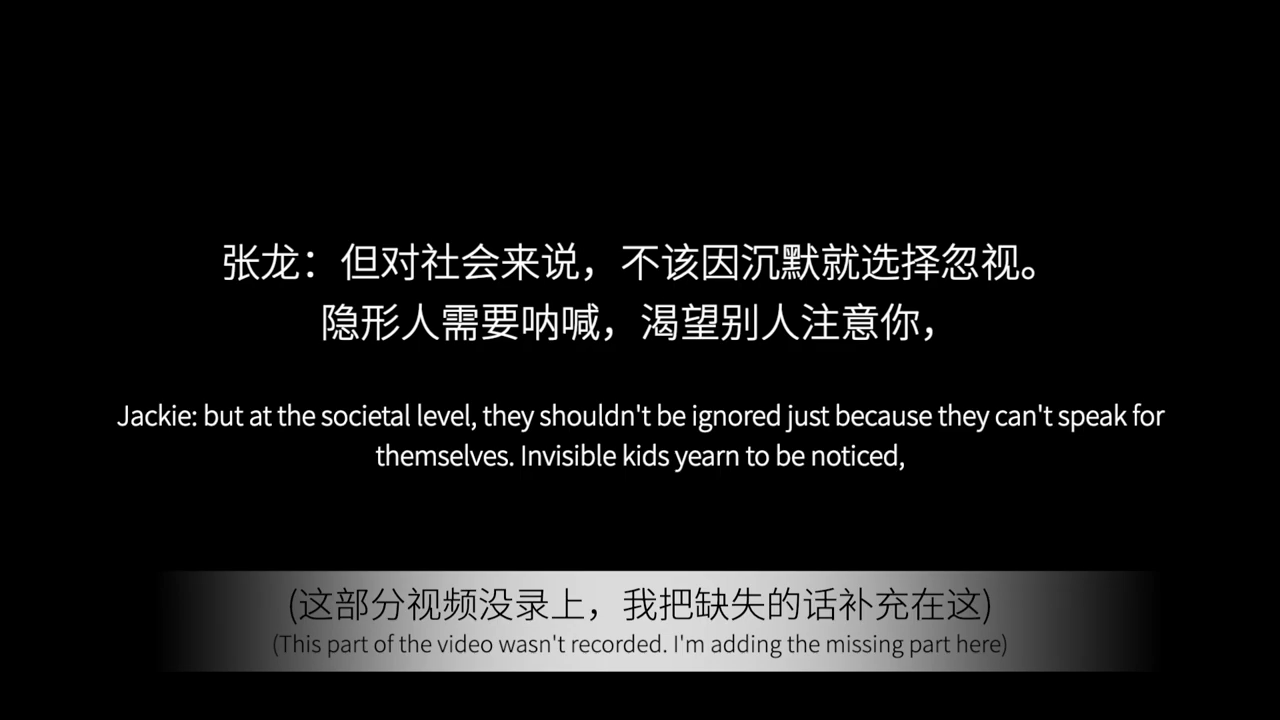 张龙：但对社会来说，不该因沉默就选择忽视。
隐形人需要呐喊，渴望别人注意你，
Jackie: but at the societal level, they shouldn't be ignored just because they can't speak for
themselves. Invisible kids yearn to be noticed,
(这部分视频没录上，我把缺失的话补充在这)
(This part of the video wasn't recorded. I'm adding the missing part here)